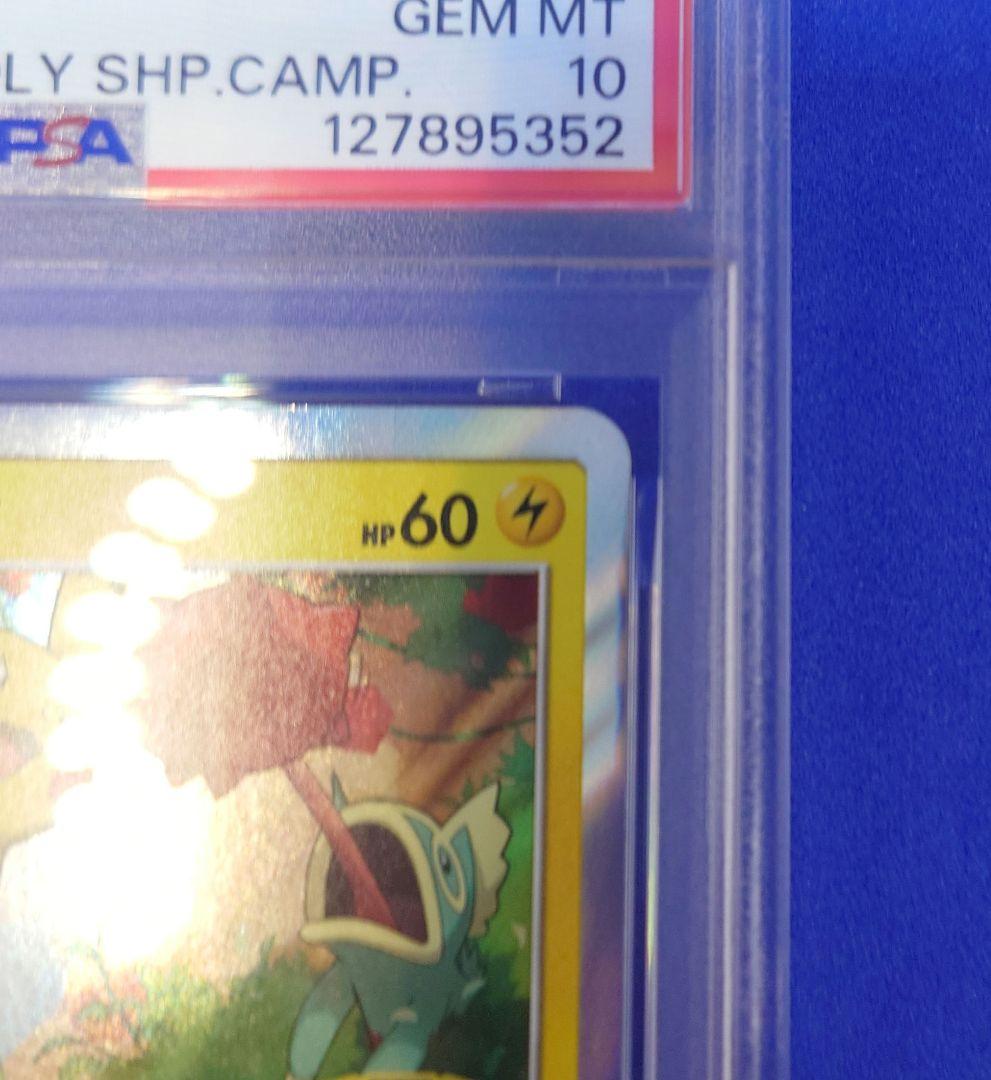 GEM MT
LY SHP.CAMP. 10
PSA 127895352
HP60